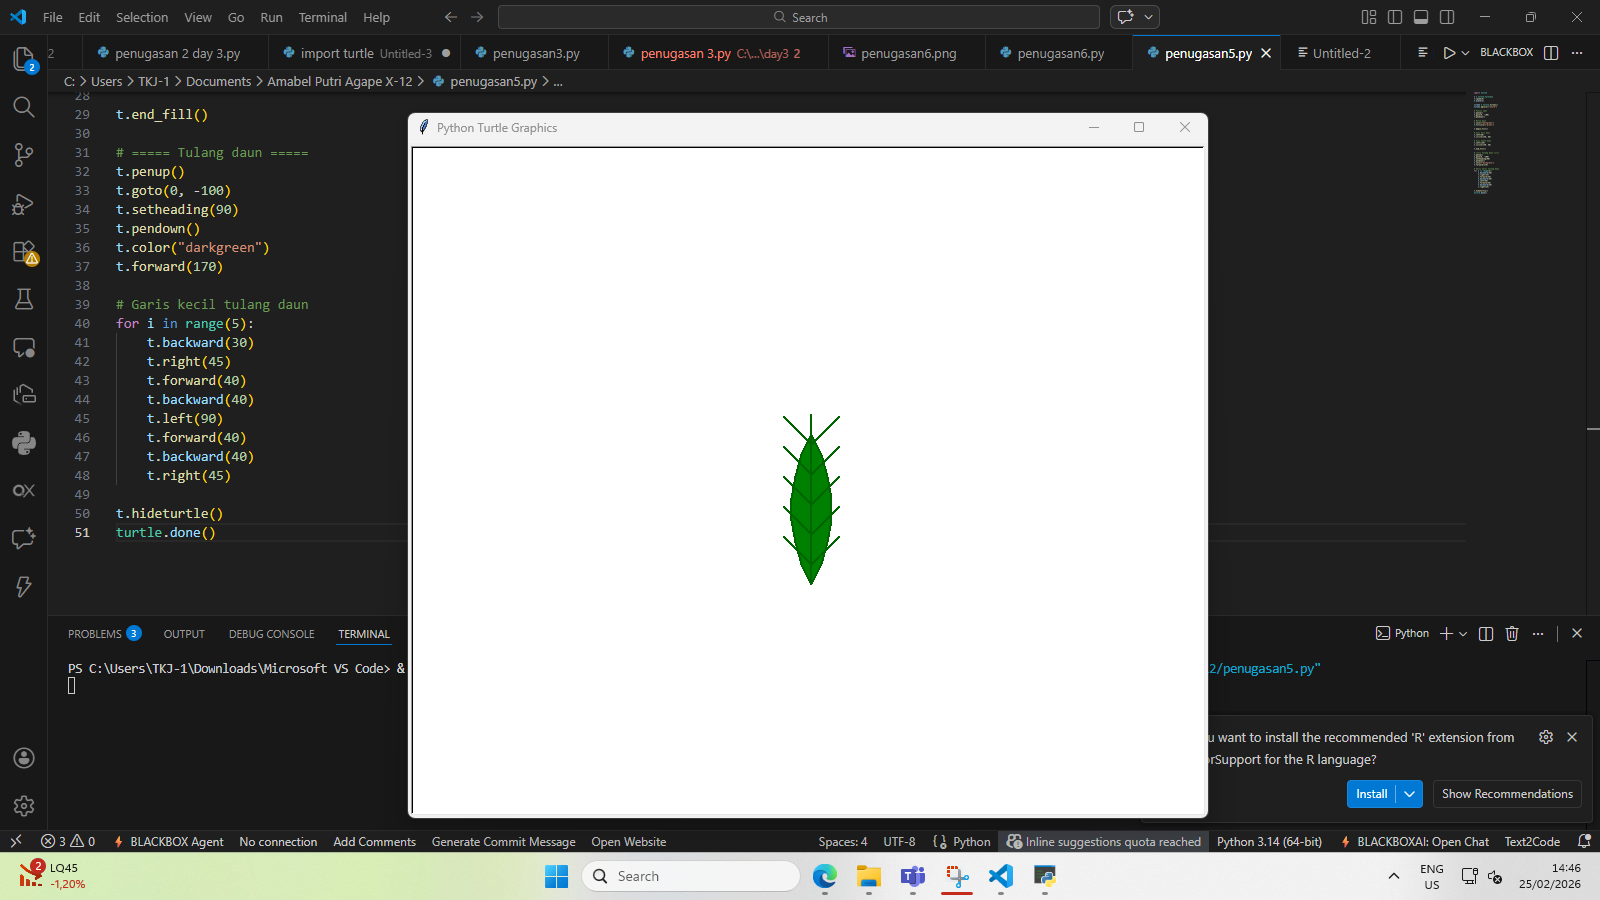 File Edit Selection View Go Run Terminal Help
Search
2 penugasan 2 day 3.py import turtle Untitled-3 penugasan3.py penugasan 3.py C:\...\day3 2 penugasan6.png penugasan6.py penugasan5.py Untitled-2 BLACKBOX
C: > Users > TKJ-1 > Documents > Amabel Putri Agape X-12 > penugasan5.py > ...
28
29 t.end_fill()
30
31 # ===== Tulang daun =====
32 t.penup()
33 t.goto(0, -100)
34 t.setheading(90)
35 t.pendown()
36 t.color("darkgreen")
37 t.forward(170)
38
39 # Garis kecil tulang daun
40 for i in range(5):
41 t.backward(30)
42 t.right(45)
43 t.forward(40)
44 t.backward(40)
45 t.left(90)
46 t.forward(40)
47 t.backward(40)
48 t.right(45)
49
50 t.hideturtle()
51 turtle.done()
Python Turtle Graphics
2
PROBLEMS 3 OUTPUT DEBUG CONSOLE TERMINAL
Python
PS C:\Users\TKJ-1\Downloads\Microsoft VS Code> &
2/penugasan5.py"
u want to install the recommended 'R' extension from
orSupport for the R language?
Install Show Recommendations
3 0 BLACKBOX Agent No connection Add Comments Generate Commit Message Open Website Spaces: 4 UTF-8 {} Python Inline suggestions quota reached Python 3.14 (64-bit) BLACKBOXAI: Open Chat Text2Code
2 LQ45
-1,20%
Search
ENG
US
14:46
25/02/2026